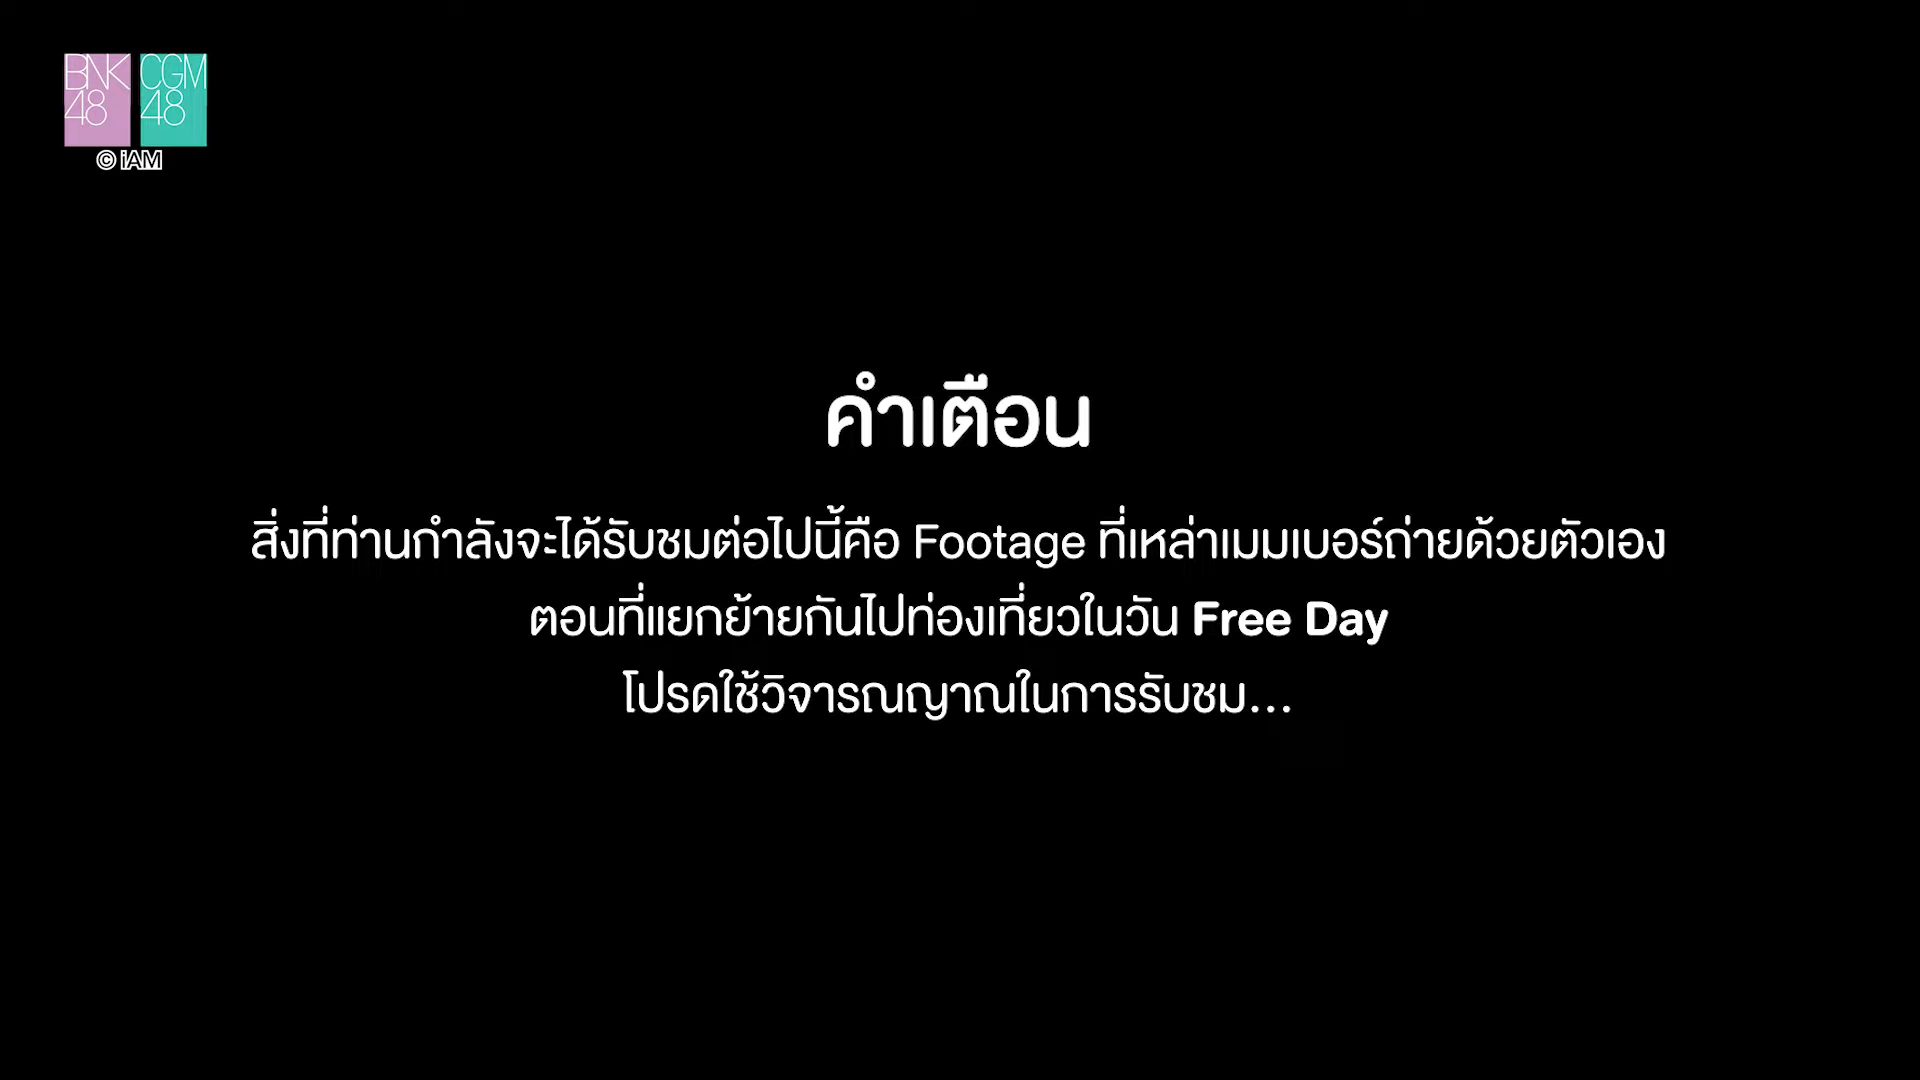 BNK
48
CGM
48
© iAM
คำเตือน
สิ่งที่ท่านกำลังจะได้รับชมต่อไปนี้คือ Footage ที่เหล่าเมมเบอร์ถ่ายด้วยตัวเอง
ตอนที่แยกย้ายกันไปท่องเที่ยวในวัน Free Day
โปรดใช้วิจารณญาณในการรับชม...